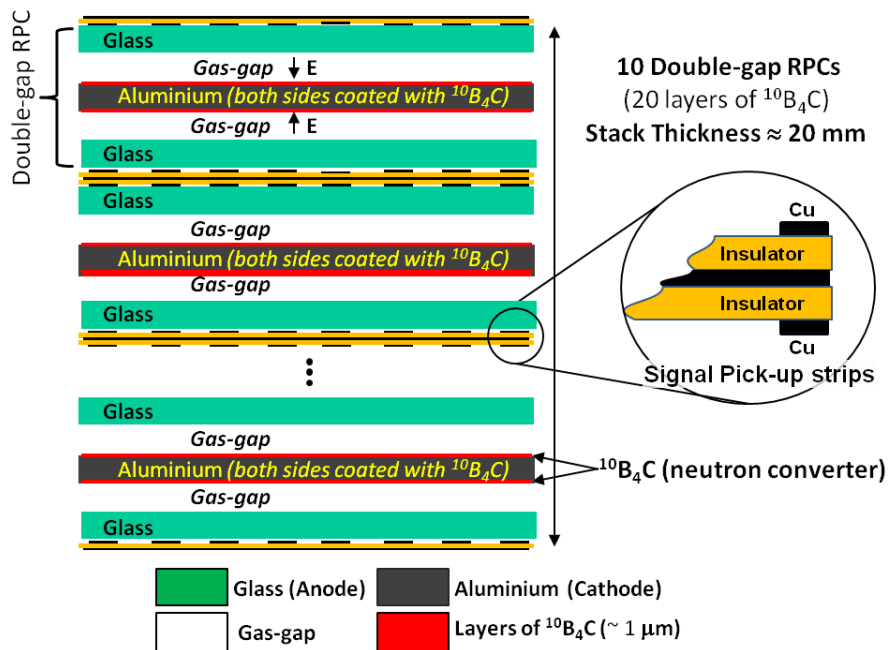 Double-gap RPC
Glass
Gas-gap E
Aluminium (both sides coated with ¹⁰B₄C)
Gas-gap E
Glass
Glass
Gas-gap
Aluminium (both sides coated with ¹⁰B₄C)
Gas-gap
Glass
Glass
Gas-gap
Aluminium (both sides coated with ¹⁰B₄C)
Gas-gap
Glass
10 Double-gap RPCs
(20 layers of ¹⁰B₄C)
Stack Thickness ≈ 20 mm
Cu
Insulator
Insulator
Cu
Signal Pick-up strips
¹⁰B₄C (neutron converter)
Glass (Anode)
Aluminium (Cathode)
Gas-gap
Layers of ¹⁰B₄C (~ 1 μm)